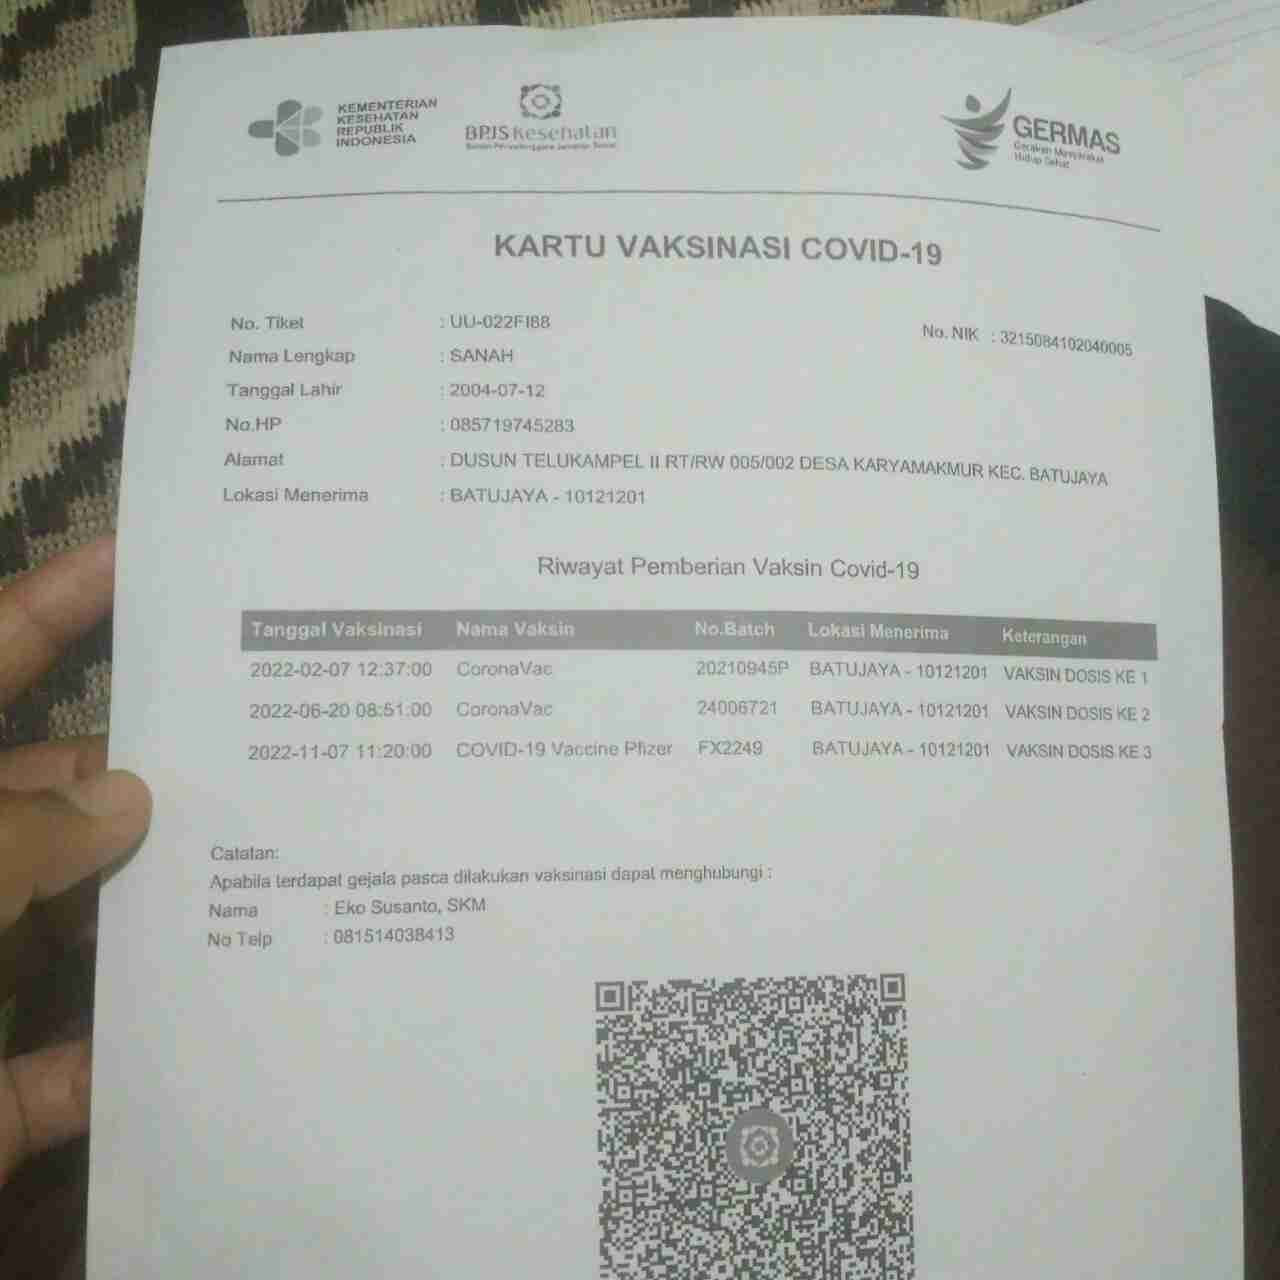 KEMENTERIAN
KESEHATAN
REPUBLIK
INDONESIA
BPJS Kesehatan
Badan Penyelenggara Jaminan Sosial
GERMAS
Gerakan Masyarakat
Hidup Sehat
KARTU VAKSINASI COVID-19
No. Tiket : UU-022FI88
No. NIK : 3215084102040005
Nama Lengkap : SANAH
Tanggal Lahir : 2004-07-12
No.HP : 085719745283
Alamat : DUSUN TELUKAMPEL II RT/RW 005/002 DESA KARYAMAKMUR KEC. BATUJAYA
Lokasi Menerima : BATUJAYA - 10121201
Riwayat Pemberian Vaksin Covid-19
Tanggal Vaksinasi Nama Vaksin No.Batch Lokasi Menerima Keterangan
2022-02-07 12:37:00 CoronaVac 20210945P BATUJAYA - 10121201 VAKSIN DOSIS KE 1
2022-06-20 08:51:00 CoronaVac 24006721 BATUJAYA - 10121201 VAKSIN DOSIS KE 2
2022-11-07 11:20:00 COVID-19 Vaccine Pfizer FX2249 BATUJAYA - 10121201 VAKSIN DOSIS KE 3
Catatan:
Apabila terdapat gejala pasca dilakukan vaksinasi dapat menghubungi :
Nama : Eko Susanto, SKM
No Telp : 081514038413